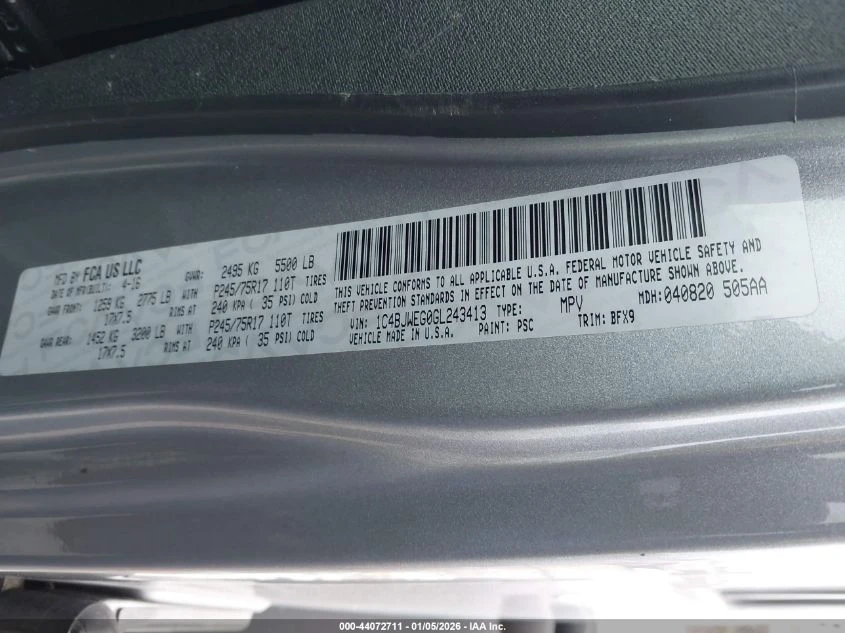 MFD BY FCA US LLC
DATE OF MFR(BUILT): 4-16
GVWR: 2495 KG 5500 LB
GAWR FRONT: 1259 KG 2775 LB WITH P245/75R17 110T TIRES
17X7.5 RIMS AT 240 KPA ( 35 PSI) COLD
GAWR REAR: 1452 KG 3200 LB WITH P245/75R17 110T TIRES
17X7.5 RIMS AT 240 KPA ( 35 PSI) COLD
THIS VEHICLE CONFORMS TO ALL APPLICABLE U.S.A. FEDERAL MOTOR VEHICLE SAFETY AND
THEFT PREVENTION STANDARDS IN EFFECT ON THE DATE OF MANUFACTURE SHOWN ABOVE.
VIN: 1C4BJWEG0GL243413 TYPE: MPV MDH: 040820 505AA
VEHICLE MADE IN U.S.A. PAINT: PSC TRIM: BFX9
000-44072711 - 01/05/2026 - IAA Inc.